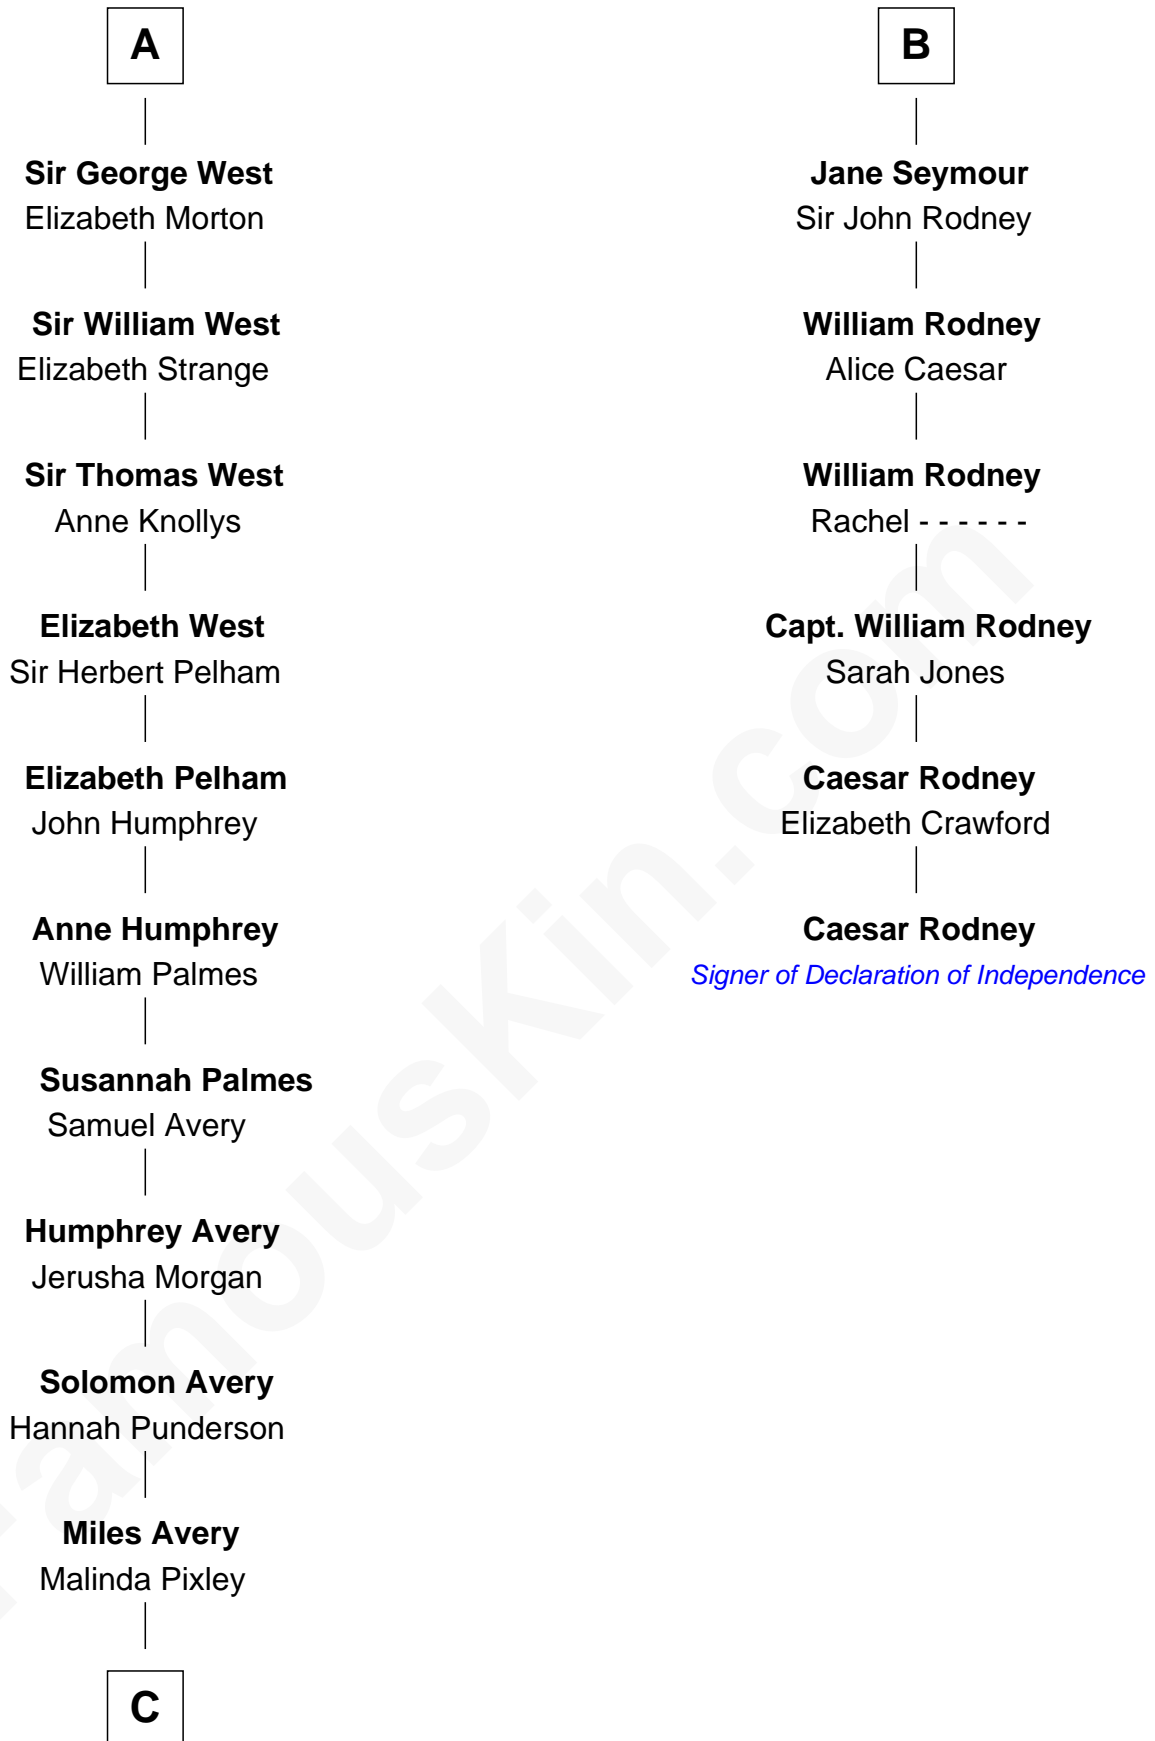 A
Sir George West
Elizabeth Morton
Sir William West
Elizabeth Strange
Sir Thomas West
Anne Knollys
Elizabeth West
Sir Herbert Pelham
Elizabeth Pelham
John Humphrey
Anne Humphrey
William Palmes
Susannah Palmes
Samuel Avery
Humphrey Avery
Jerusha Morgan
Solomon Avery
Hannah Punderson
Miles Avery
Malinda Pixley
C
B
Jane Seymour
Sir John Rodney
William Rodney
Alice Caesar
William Rodney
Rachel - - - - - -
Capt. William Rodney
Sarah Jones
Caesar Rodney
Elizabeth Crawford
Caesar Rodney
Signer of Declaration of Independence
FamousKin.com